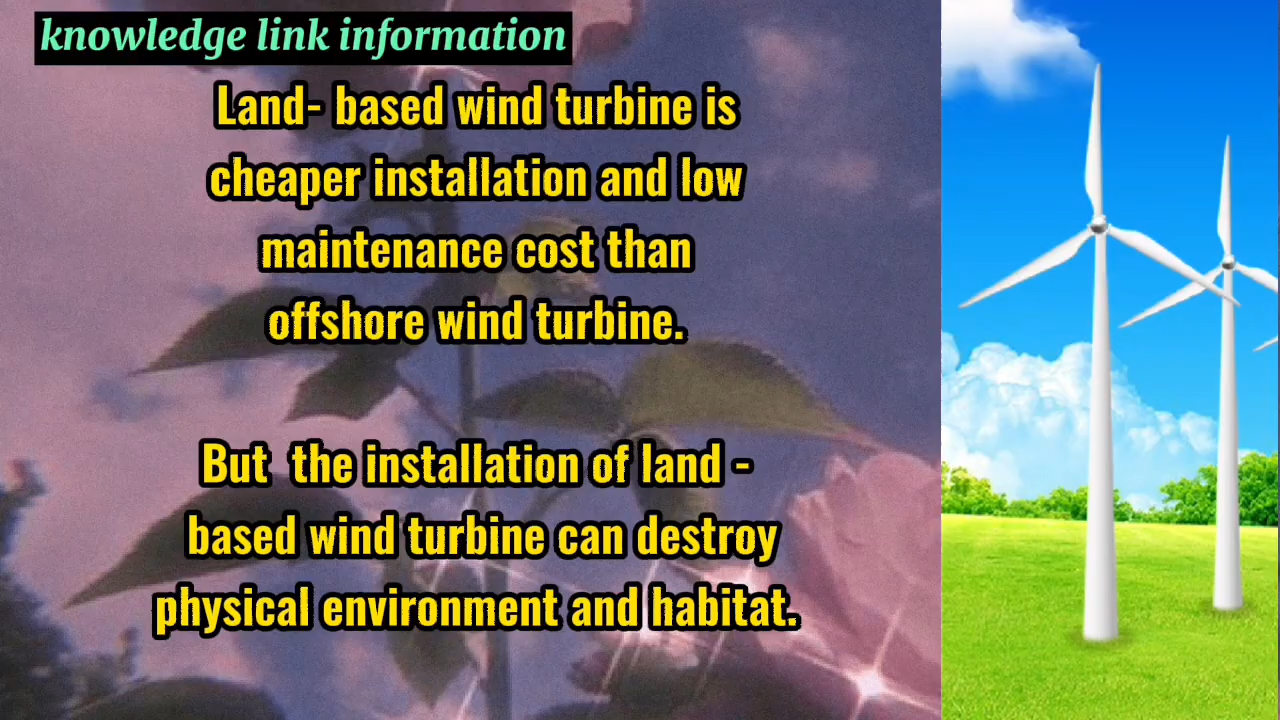 knowledge link information
Land- based wind turbine is
cheaper installation and low
maintenance cost than
offshore wind turbine.
But the installation of land -
based wind turbine can destroy
physical environment and habitat.